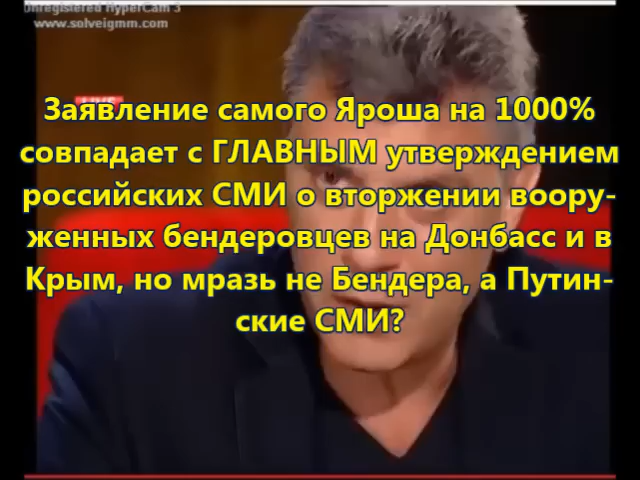 Unregistered HyperCam 3
www.solveigmm.com
Заявление самого Яроша на 1000%
совпадает с ГЛАВНЫМ утверждением
российских СМИ о вторжении воору-
женных бендеровцев на Донбасс и в
Крым, но мразь не Бендера, а Путин-
ские СМИ?